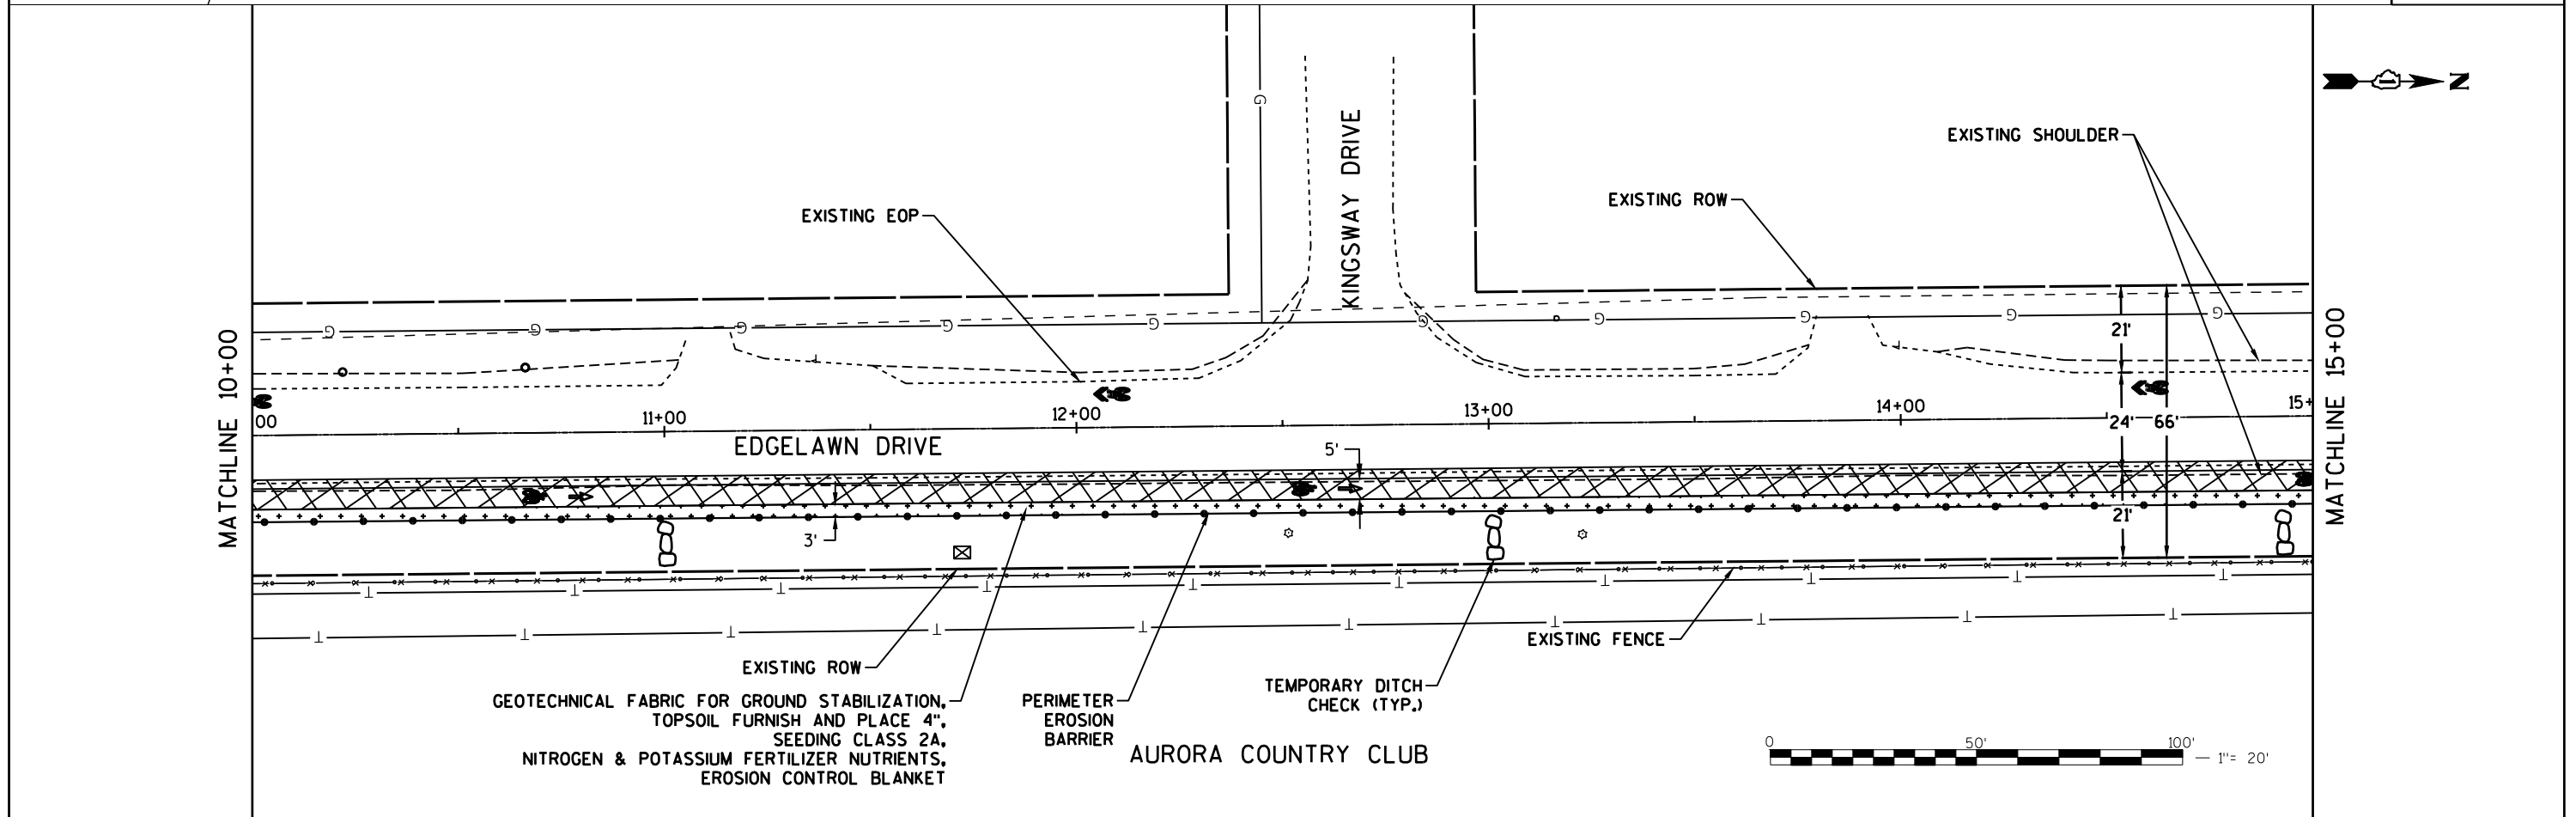 N
EXISTING SHOULDER
EXISTING ROW
EXISTING EOP
KINGSWAY DRIVE
G
G G G G G G G G G G
21'
MATCHLINE 10+00
00
11+00
12+00
13+00
14+00
15+
24' 66'
MATCHLINE 15+00
EDGELAWN DRIVE
5'
21'
3'
T T T T T T T T T T
T T T T T T T T T T
EXISTING FENCE
EXISTING ROW
GEOTECHNICAL FABRIC FOR GROUND STABILIZATION,
TOPSOIL FURNISH AND PLACE 4",
SEEDING CLASS 2A,
NITROGEN & POTASSIUM FERTILIZER NUTRIENTS,
EROSION CONTROL BLANKET
PERIMETER
EROSION
BARRIER
TEMPORARY DITCH
CHECK (TYP.)
AURORA COUNTRY CLUB
0 50' 100'
1"= 20'